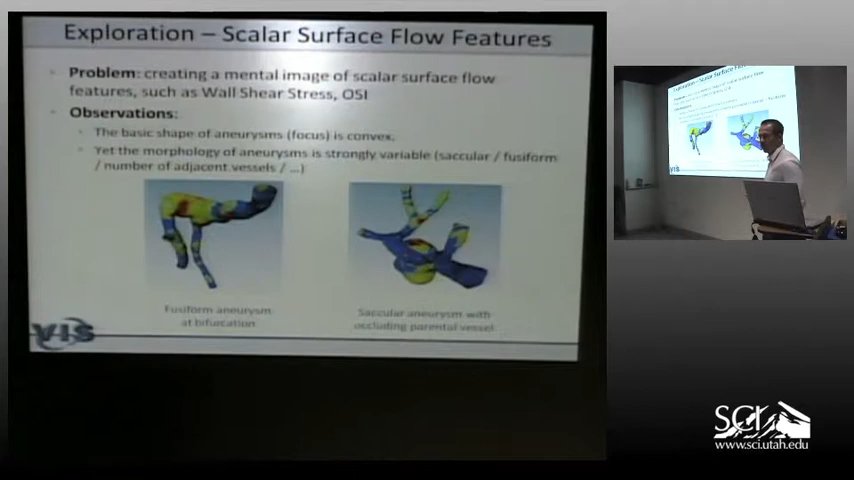 Exploration – Scalar Surface Flow Features
Problem: creating a mental image of scalar surface flow
features, such as Wall Shear Stress, OSI
Observations:
The basic shape of aneurysms (focus) is convex.
Yet the morphology of aneurysms is strongly variable (saccular / fusiform
/ number of adjacent vessels / ...)
Fusiform aneurysm
at bifurcation
Saccular aneurysm with
occluding parental vessel
VIS
SCI
www.sci.utah.edu